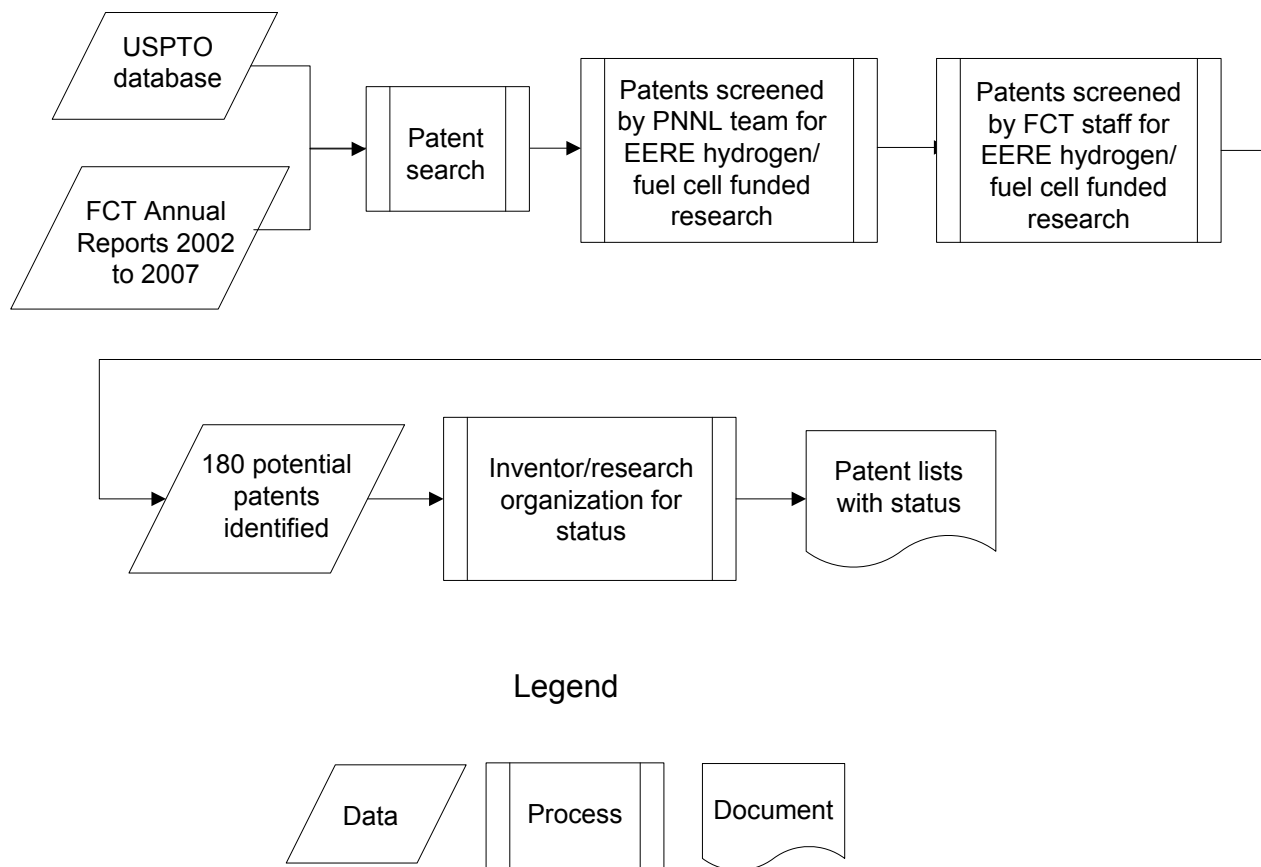 USPTO
database
FCT Annual
Reports 2002
to 2007
Patent
search
Patents screened
by PNNL team for
EERE hydrogen/
fuel cell funded
research
Patents screened
by FCT staff for
EERE hydrogen/
fuel cell funded
research
180 potential
patents
identified
Inventor/research
organization for
status
Patent lists
with status
Legend
Data
Process
Document